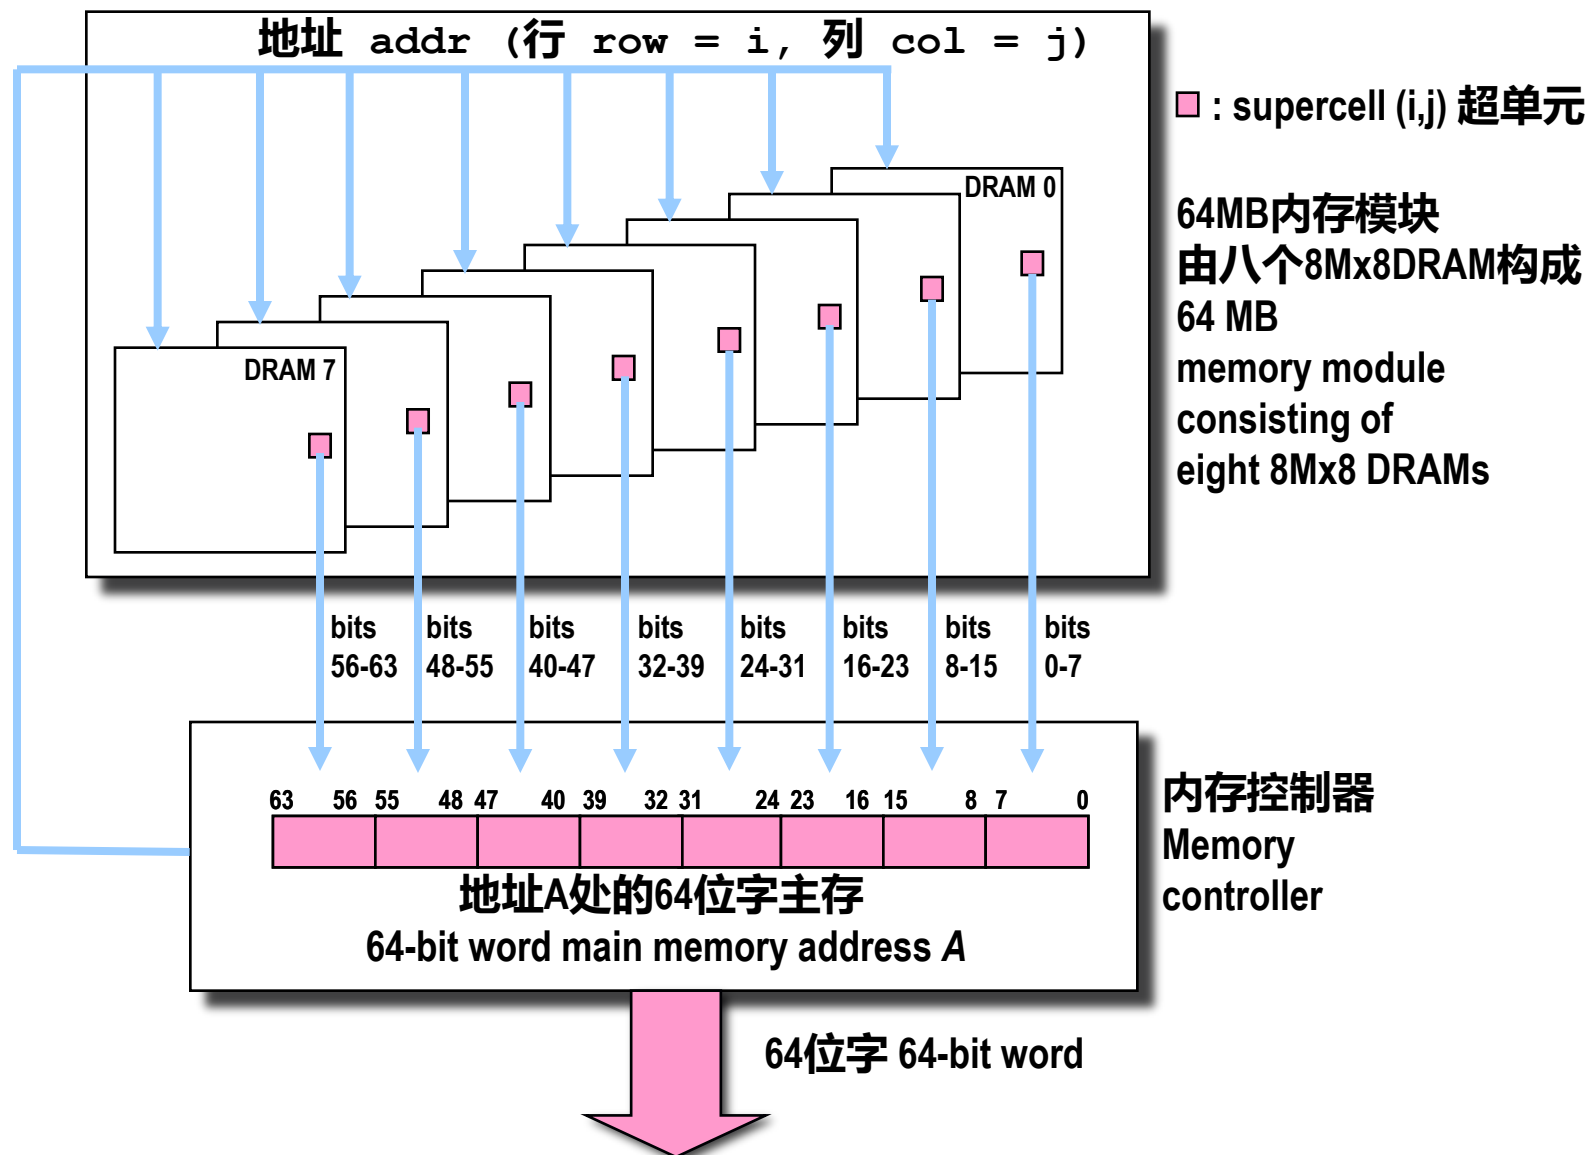 地址 addr (行 row = i, 列 col = j)
: supercell (i,j) 超单元
DRAM 0
64MB内存模块
由八个8Mx8DRAM构成
64 MB
memory module
consisting of
eight 8Mx8 DRAMs
DRAM 7
bits bits bits bits bits bits bits bits
56-63 48-55 40-47 32-39 24-31 16-23 8-15 0-7
63 56 55 48 47 40 39 32 31 24 23 16 15 8 7 0
地址A处的64位字主存
64-bit word main memory address A
内存控制器
Memory
controller
64位字 64-bit word